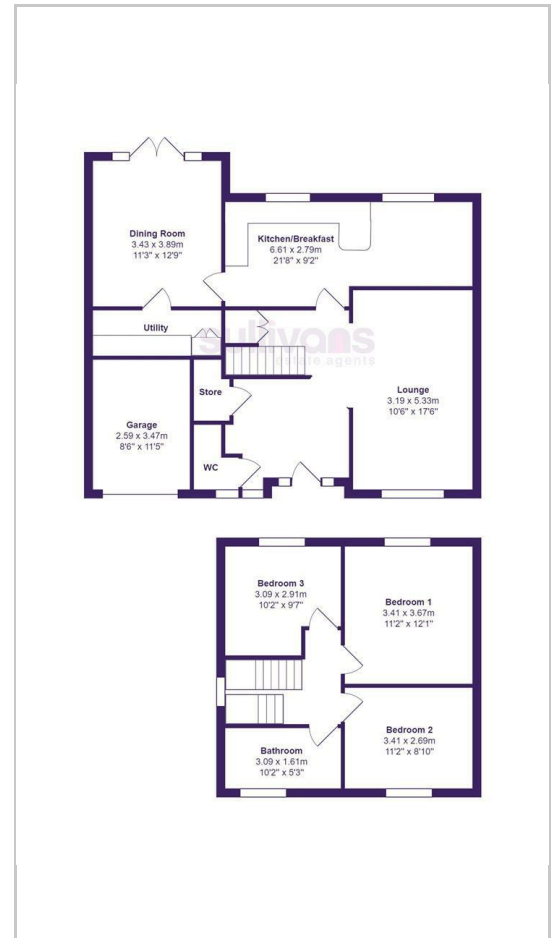 Dining Room
3.43 x 3.89m
11'3" x 12'9"
Kitchen/Breakfast
6.61 x 2.79m
21'8" x 9'2"
Utility
sullivans
estate agents
Store
Lounge
3.19 x 5.33m
10'6" x 17'6"
Garage
2.59 x 3.47m
8'6" x 11'5"
WC
Bedroom 3
3.09 x 2.91m
10'2" x 9'7"
Bedroom 1
3.41 x 3.67m
11'2" x 12'1"
Bedroom 2
3.41 x 2.69m
11'2" x 8'10"
Bathroom
3.09 x 1.61m
10'2" x 5'3"